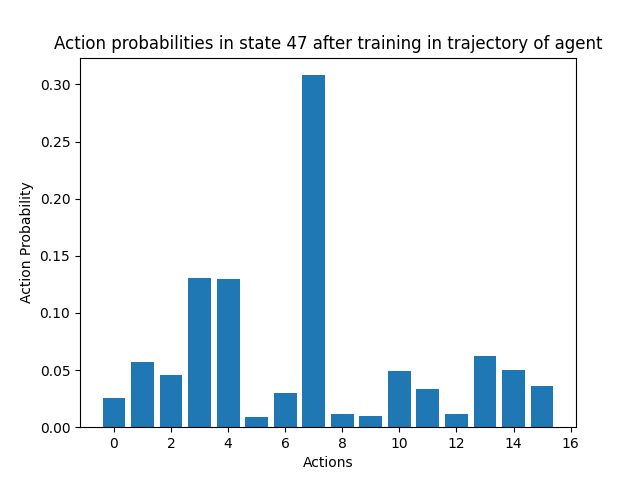 Action probabilities in state 47 after training in trajectory of agent
0.30
0.25
0.20
0.15
0.10
0.05
0.00
Action Probability
0 2 4 6 8 10 12 14 16
Actions